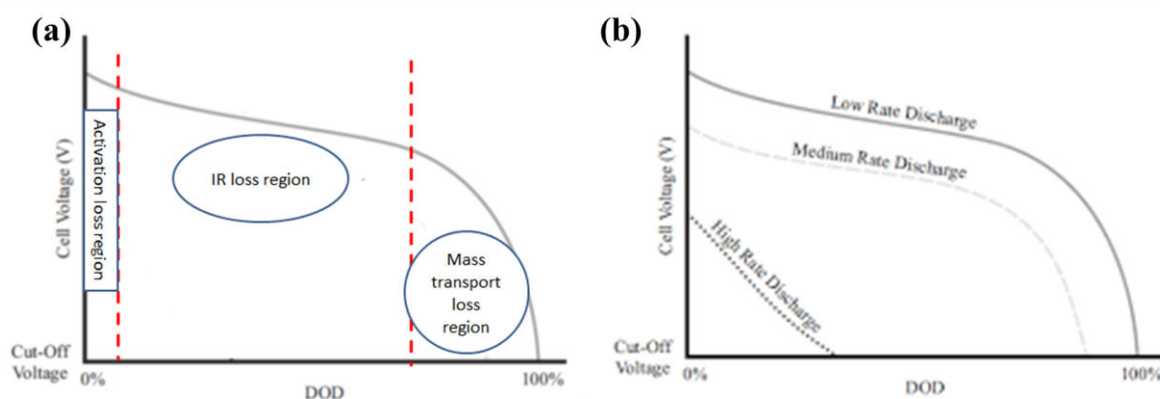 (a)
Cell Voltage (V)
Activation loss region
IR loss region
Mass
transport
loss
region
Cut-Off
Voltage
0%
100%
DOD
(b)
Cell Voltage (V)
Low Rate Discharge
Medium Rate Discharge
High Rate Discharge
Cut-Off
Voltage
0%
100%
DOD